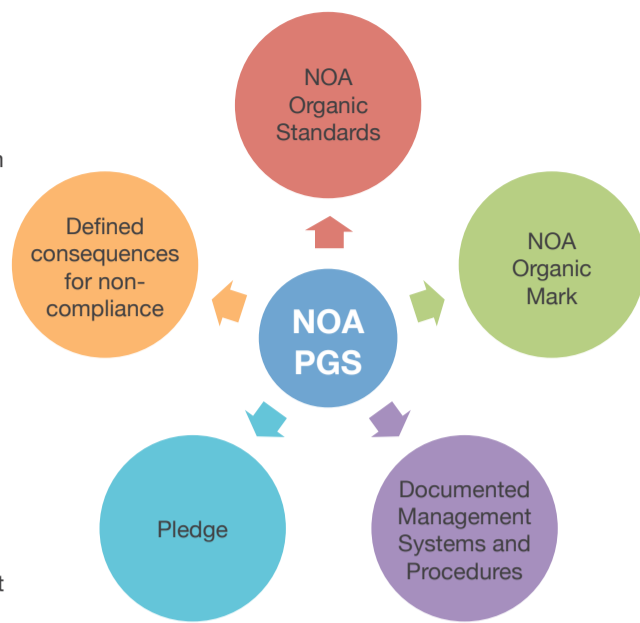 NOA
Organic
Standards
Defined
consequences
for non-
compliance
NOA
Organic
Mark
NOA
PGS
Pledge
Documented
Management
Systems and
Procedures